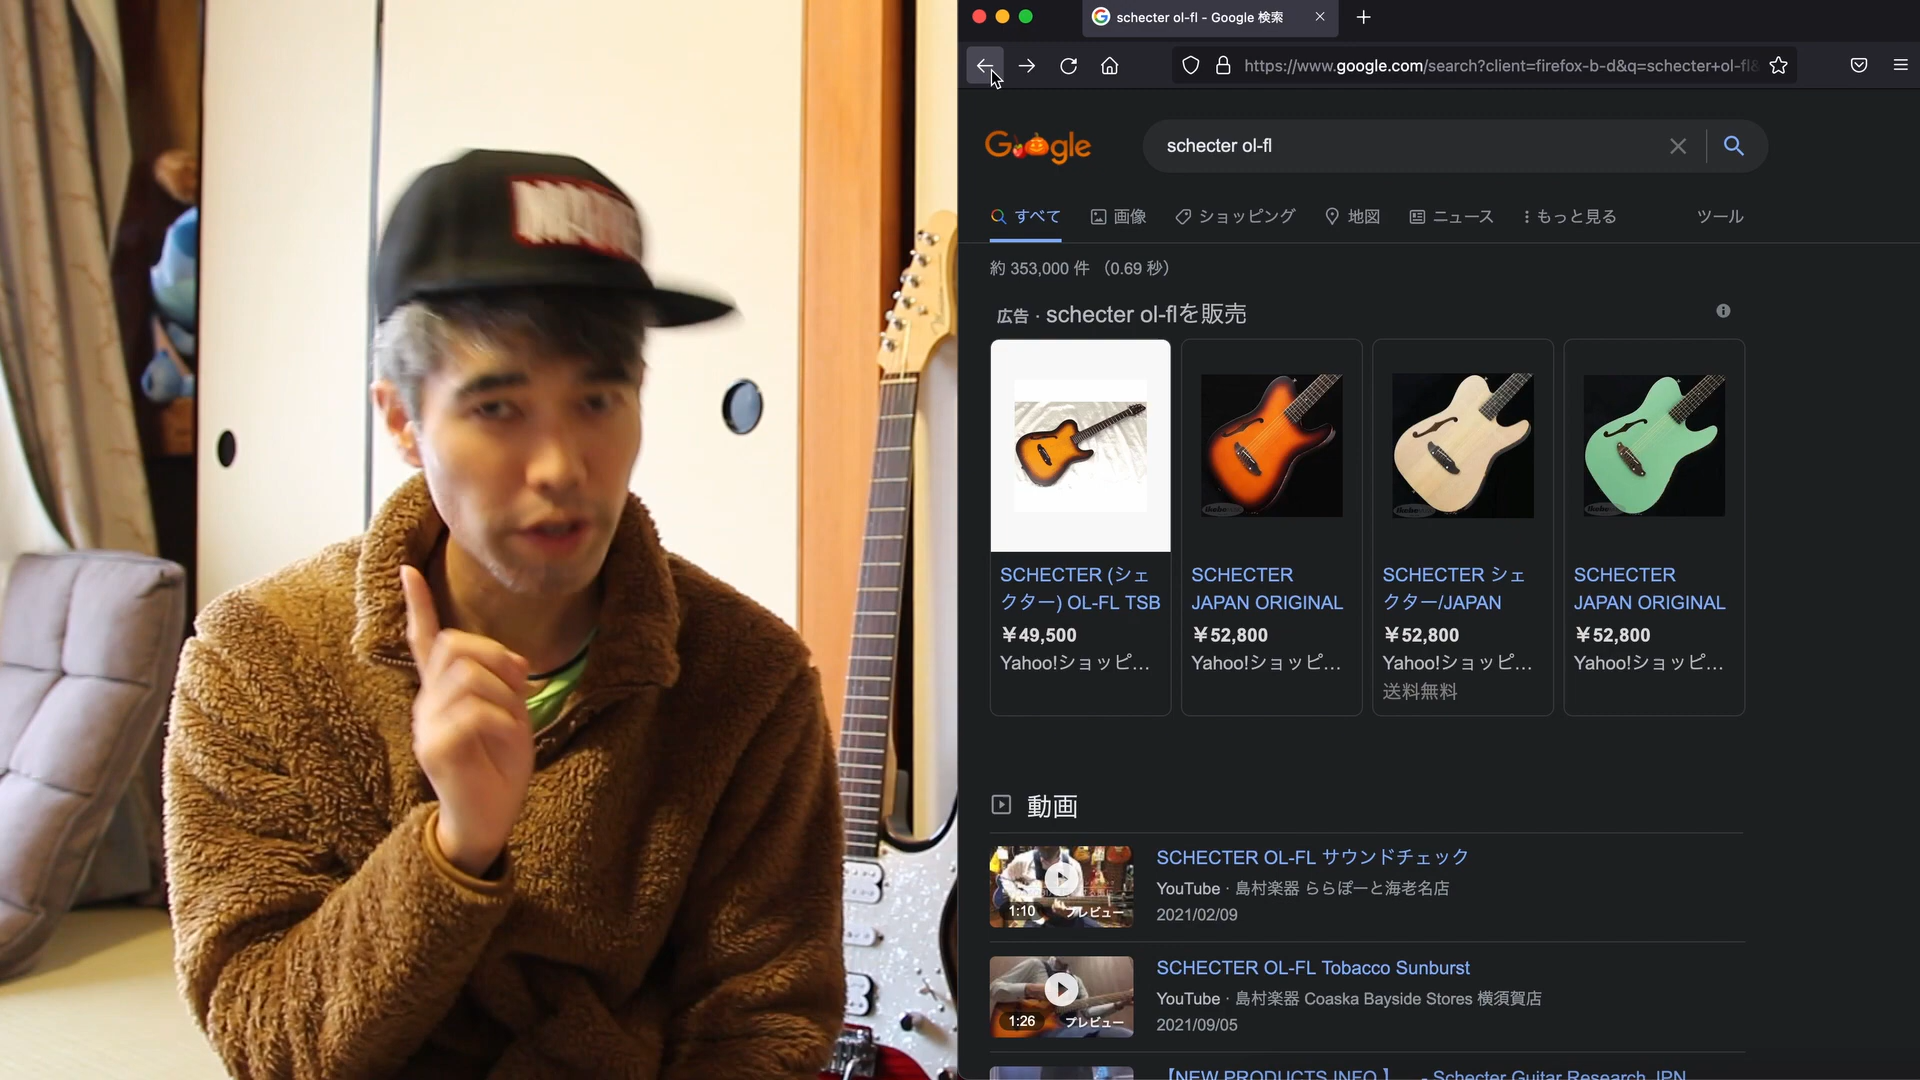 schecter ol-fl - Google 検索
https://www.google.com/search?client=firefox-b-d&q=schecter+ol-fl&
Google
schecter ol-fl
すべて
画像
ショッピング
地図
ニュース
もっと見る
ツール
約 353,000 件 （0.69 秒）
広告 · schecter ol-flを販売
SCHECTER (シェ
クター) OL-FL TSB
¥49,500
Yahoo!ショッピ...
SCHECTER
JAPAN ORIGINAL
¥52,800
Yahoo!ショッピ...
SCHECTER シェ
クター/JAPAN
¥52,800
Yahoo!ショッピ...
送料無料
SCHECTER
JAPAN ORIGINAL
¥52,800
Yahoo!ショッピ...
動画
SCHECTER OL-FL サウンドチェック
YouTube · 島村楽器 ららぽーと海老名店
2021/02/09
1:10
プレビュー
SCHECTER OL-FL Tobacco Sunburst
YouTube · 島村楽器 Coaska Bayside Stores 横須賀店
2021/09/05
1:26
プレビュー
【NEW PRODUCTS INFO.】 - Schecter Guitar Research JPN